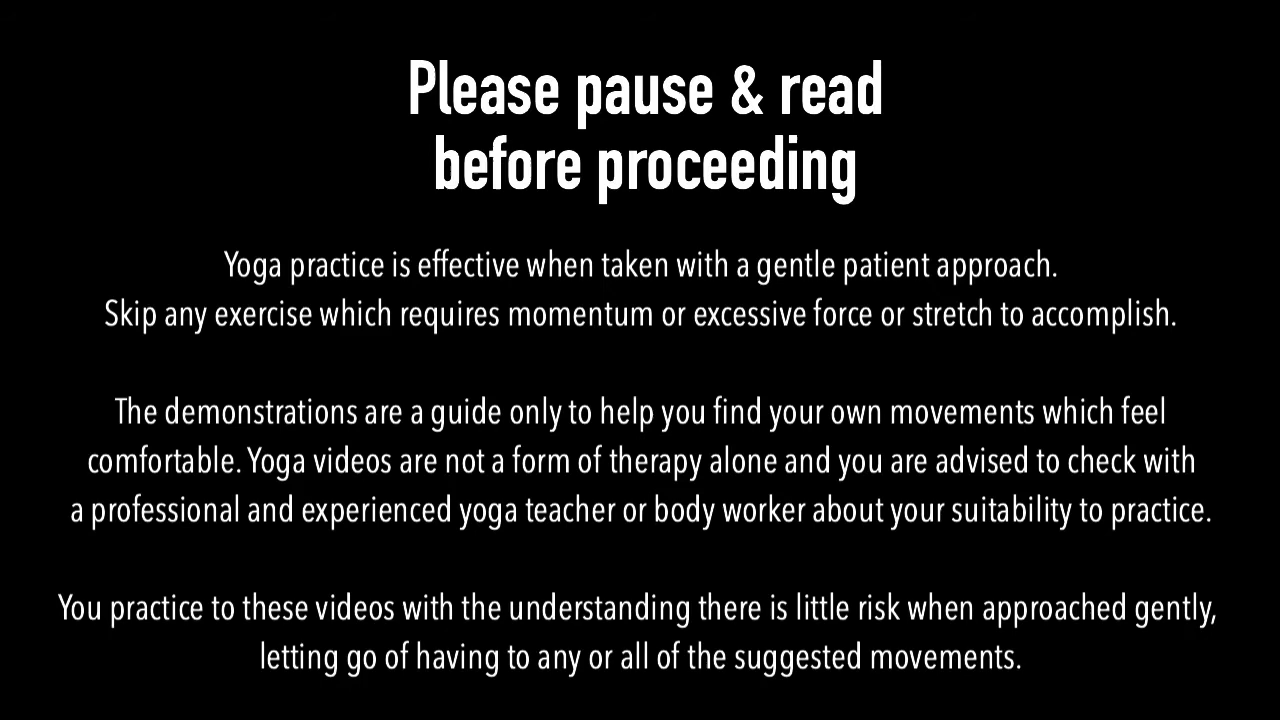 Please pause & read
before proceeding
Yoga practice is effective when taken with a gentle patient approach.
Skip any exercise which requires momentum or excessive force or stretch to accomplish.
The demonstrations are a guide only to help you find your own movements which feel
comfortable. Yoga videos are not a form of therapy alone and you are advised to check with
a professional and experienced yoga teacher or body worker about your suitability to practice.
You practice to these videos with the understanding there is little risk when approached gently,
letting go of having to any or all of the suggested movements.